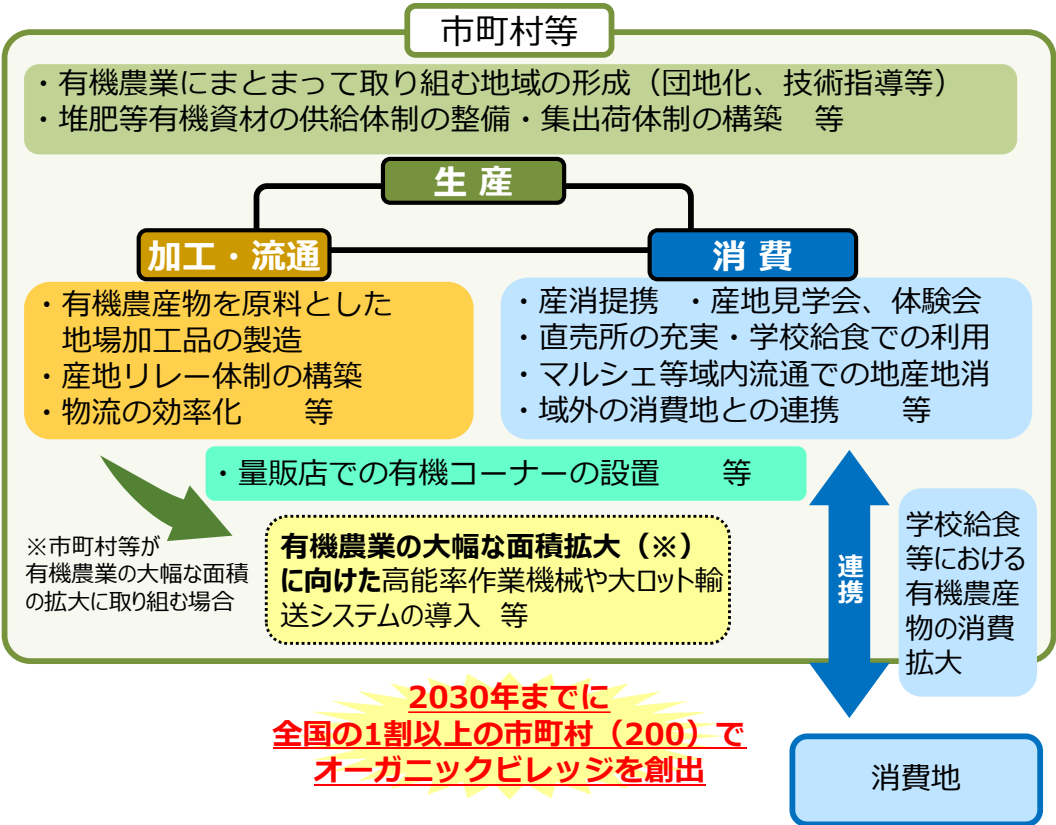 市町村等
・有機農業にまとまって取り組む地域の形成（団地化、技術指導等）
・堆肥等有機資材の供給体制の整備・集出荷体制の構築　等
生 産
加工・流通
消 費
・有機農産物を原料とした
地場加工品の製造
・産地リレー体制の構築
・物流の効率化　　等
・産消提携　・産地見学会、体験会
・直売所の充実・学校給食での利用
・マルシェ等域内流通での地産地消
・域外の消費地との連携　　等
・量販店での有機コーナーの設置　　等
※市町村等が
有機農業の大幅な面積
の拡大に取り組む場合
有機農業の大幅な面積拡大（※）
に向けた高能率作業機械や大ロット輸
送システムの導入　等
連携
学校給食
等における
有機農産
物の消費
拡大
2030年までに
全国の1割以上の市町村（200）で
オーガニックビレッジを創出
消費地